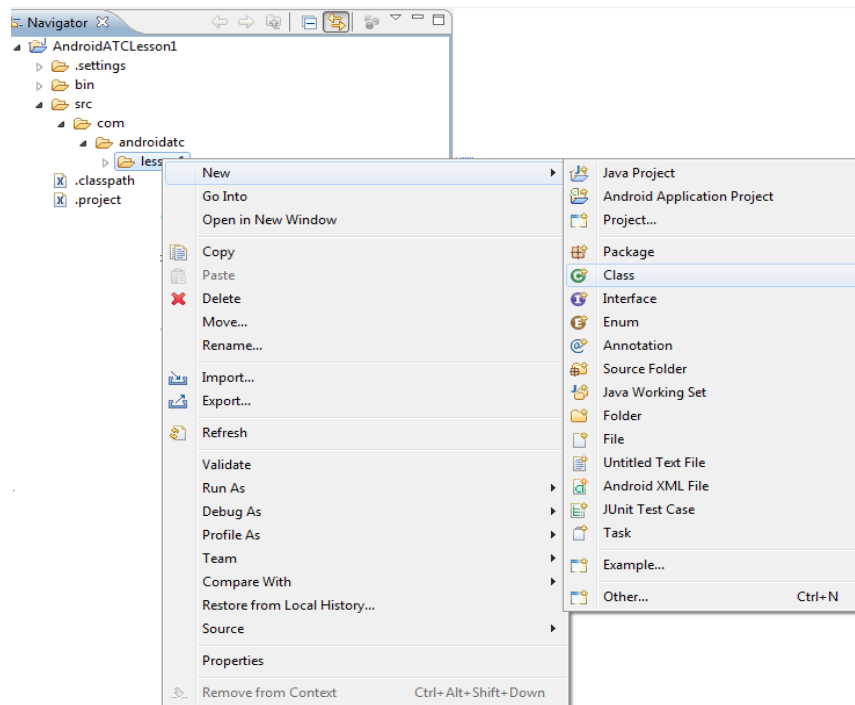 Navigator
AndroidATCLesson1
.settings
bin
src
com
androidatc
.classpath
.project
New
Go Into
Open in New Window
Copy
Paste
Delete
Move...
Rename...
Import...
Export...
Refresh
Validate
Run As
Debug As
Profile As
Team
Compare With
Restore from Local History...
Source
Properties
Remove from Context Ctrl+Alt+Shift+Down
Java Project
Android Application Project
Project...
Package
Class
Interface
Enum
Annotation
Source Folder
Java Working Set
Folder
File
Untitled Text File
Android XML File
JUnit Test Case
Task
Example...
Other... Ctrl+N